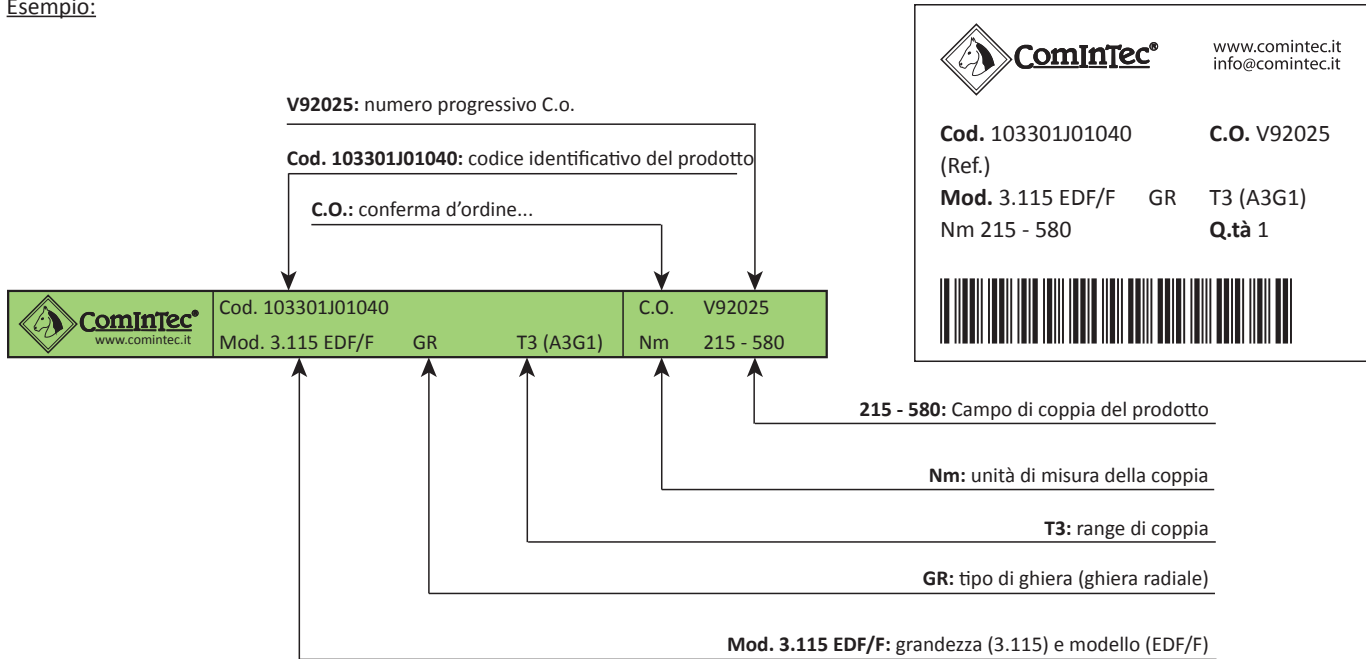 Esempio:
V92025: numero progressivo C.o.
Cod. 103301J01040: codice identificativo del prodotto
C.O.: conferma d'ordine...
ComInTec®
www.comintec.it
Cod. 103301J01040
C.O. V92025
Mod. 3.115 EDF/F GR T3 (A3G1)
Nm 215 - 580
215 - 580: Campo di coppia del prodotto
Nm: unità di misura della coppia
T3: range di coppia
GR: tipo di ghiera (ghiera radiale)
Mod. 3.115 EDF/F: grandezza (3.115) e modello (EDF/F)
ComInTec®
www.comintec.it
info@comintec.it
Cod. 103301J01040 C.O. V92025
(Ref.)
Mod. 3.115 EDF/F GR T3 (A3G1)
Nm 215 - 580 Q.tà 1